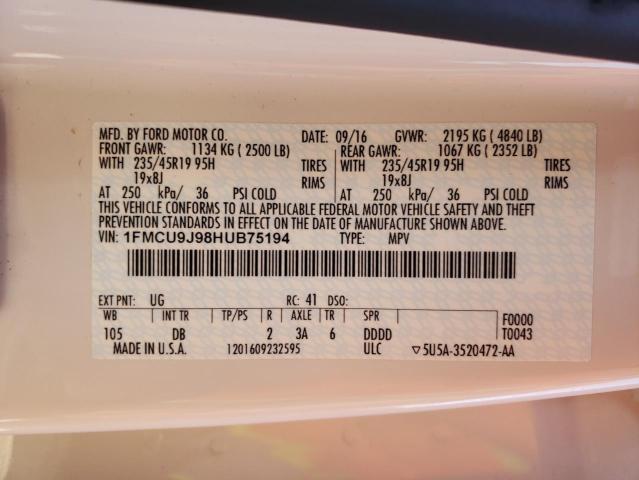 MFD. BY FORD MOTOR CO. DATE: 09/16 GVWR: 2195 KG ( 4840 LB)
FRONT GAWR: 1134 KG ( 2500 LB) REAR GAWR: 1067 KG ( 2352 LB)
WITH 235/45R19 95H TIRES WITH 235/45R19 95H TIRES
19x8J RIMS 19x8J RIMS
AT 250 kPa/ 36 PSI COLD AT 250 kPa/ 36 PSI COLD
THIS VEHICLE CONFORMS TO ALL APPLICABLE FEDERAL MOTOR VEHICLE SAFETY AND THEFT
PREVENTION STANDARDS IN EFFECT ON THE DATE OF MANUFACTURE SHOWN ABOVE.
VIN: 1FMCU9J98HUB75194 TYPE: MPV
EXT PNT: UG RC: 41 DSO:
WB INT TR TP/PS R AXLE TR SPR F0000
105 DB 2 3A 6 DDDD T0043
MADE IN U.S.A. 1201609232595 ULC ▽5U5A-3520472-AA